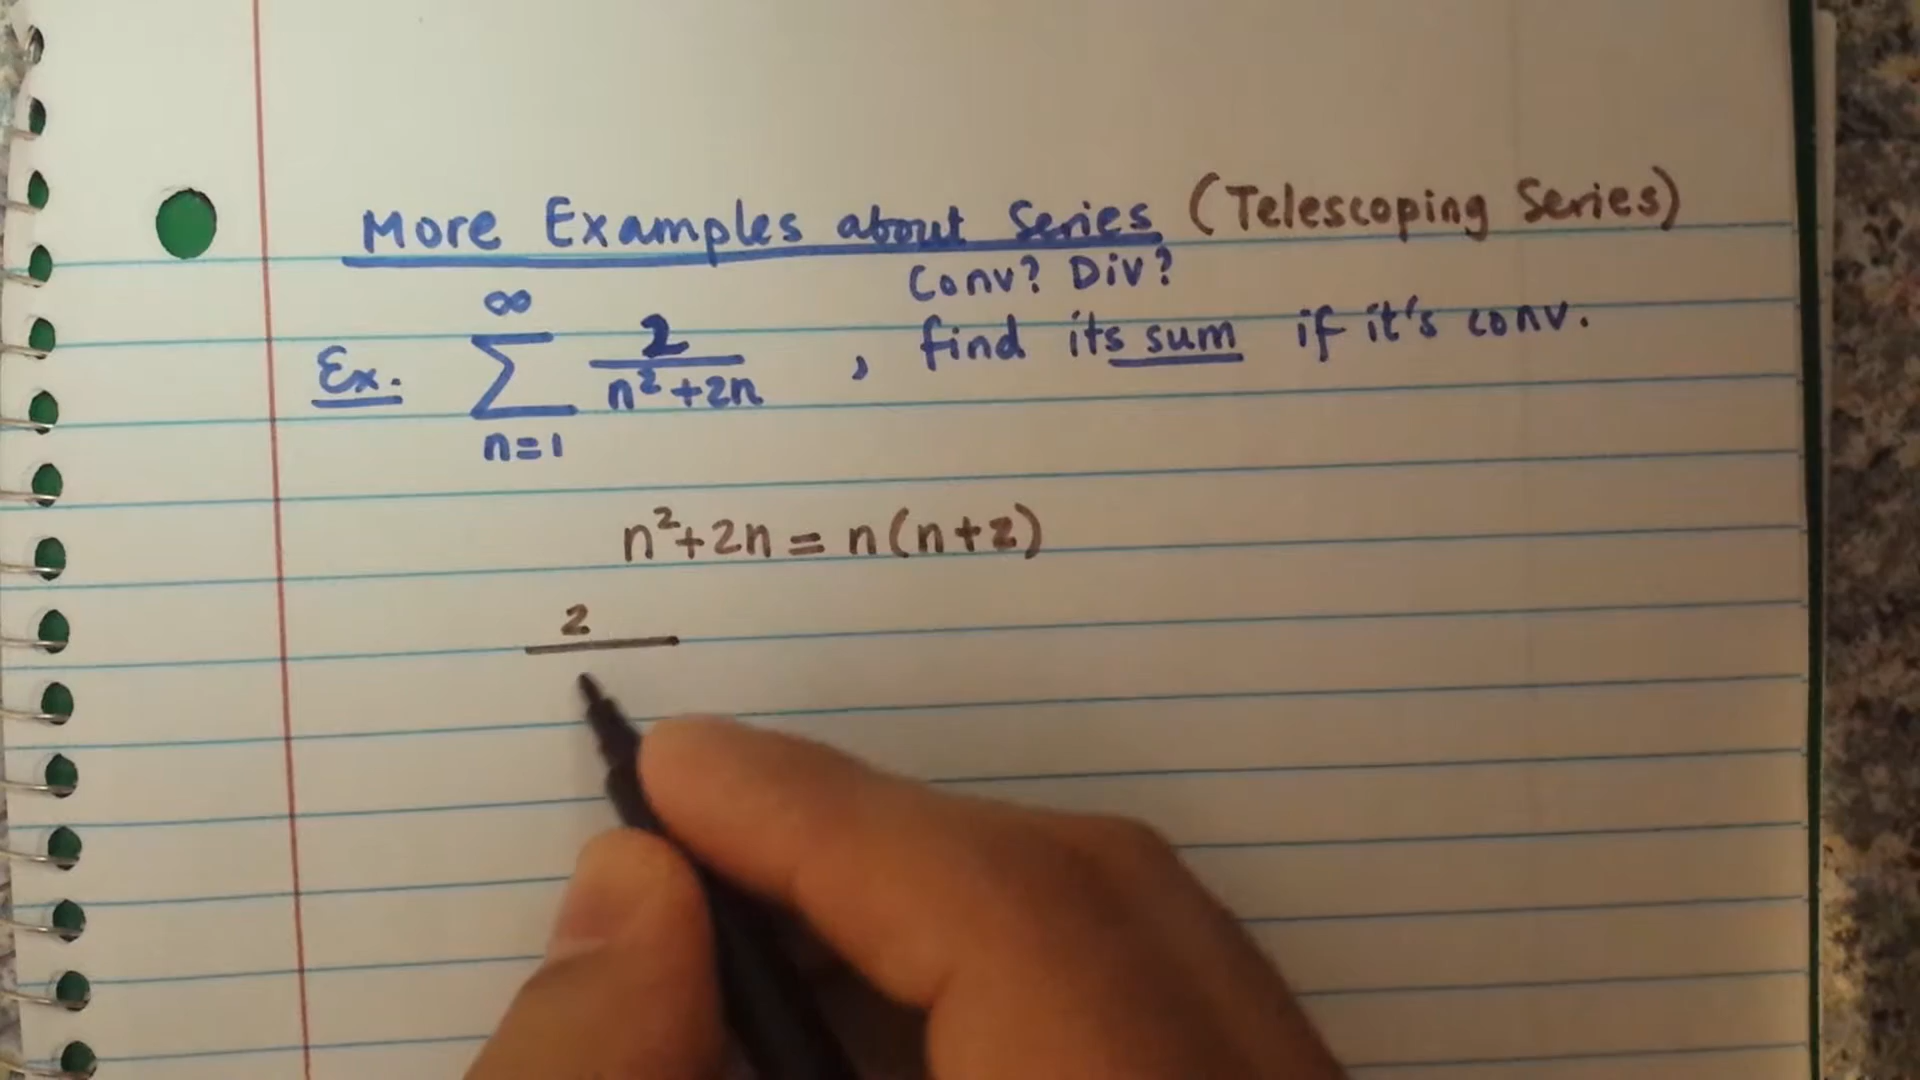 More Examples about Series (Telescoping Series)
Conv? Div?
Ex. ∞ ∑ n=1 2/(n²+2n) , find its sum if it's conv.
n²+2n = n(n+2)
2